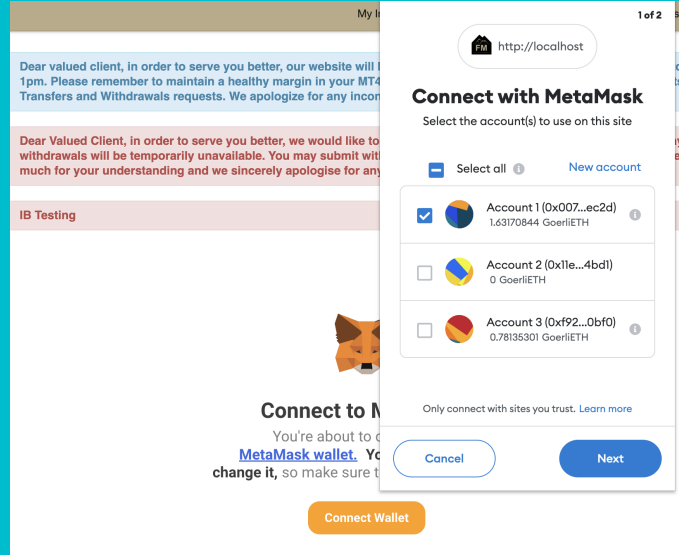 My I
Dear valued client, in order to serve you better, our website will
1pm. Please remember to maintain a healthy margin in your MT4
Transfers and Withdrawals requests. We apologize for any incon
Dear Valued Client, in order to serve you better, we would like to
withdrawals will be temporarily unavailable. You may submit wit
much for your understanding and we sincerely apologise for any
IB Testing
Connect to M
You're about to c
MetaMask wallet. Yo
change it, so make sure t
Connect Wallet
1 of 2
FM http://localhost
Connect with MetaMask
Select the account(s) to use on this site
Select all
New account
Account 1 (0x007...ec2d)
1.63170844 GoerliETH
Account 2 (0x11e...4bd1)
0 GoerliETH
Account 3 (0xf92...0bf0)
0.78135301 GoerliETH
Only connect with sites you trust. Learn more
Cancel
Next